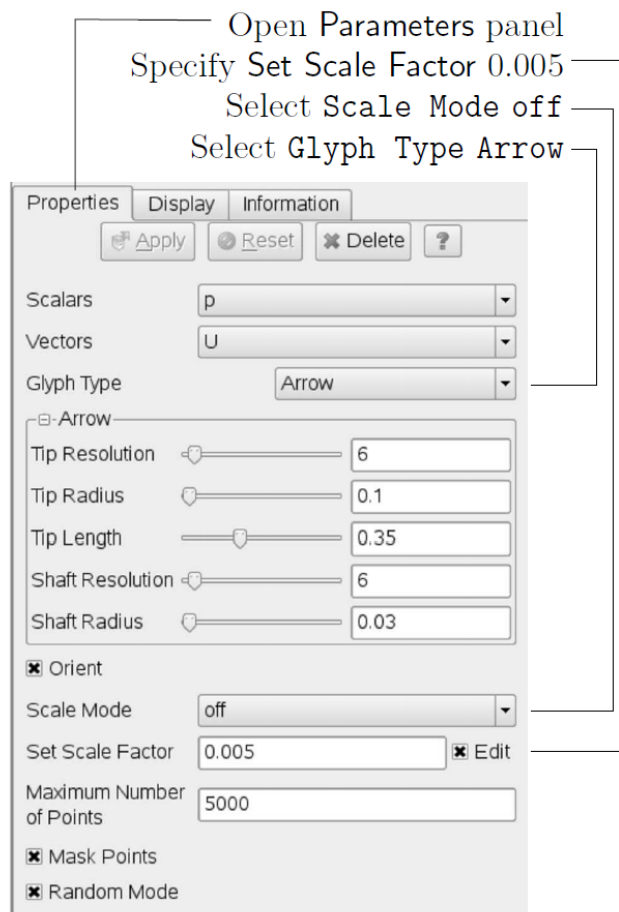 Open Parameters panel
Specify Set Scale Factor 0.005
Select Scale Mode off
Select Glyph Type Arrow
Properties Display Information
Apply Reset Delete ?
Scalars p
Vectors U
Glyph Type Arrow
Arrow
Tip Resolution 6
Tip Radius 0.1
Tip Length 0.35
Shaft Resolution 6
Shaft Radius 0.03
Orient
Scale Mode off
Set Scale Factor 0.005 Edit
Maximum Number
of Points 5000
Mask Points
Random Mode